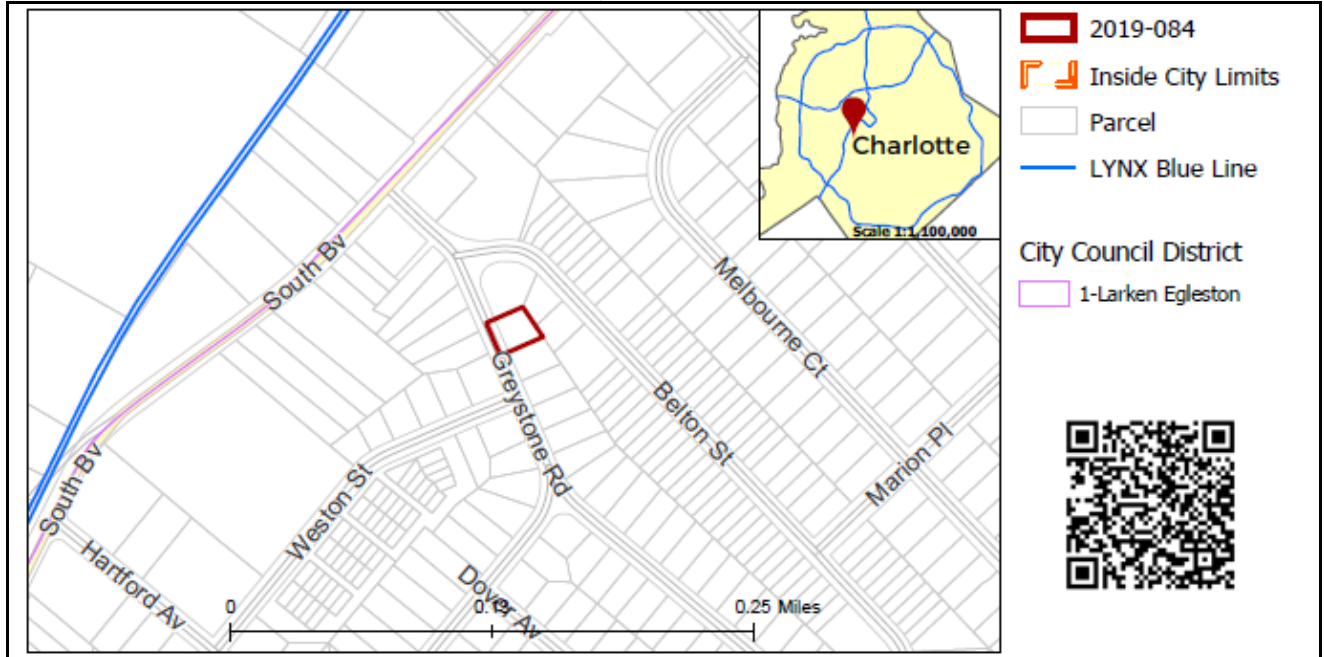 South Bv
South Bv
Hartford Av
Weston St
Greystone Rd
Dover Av
Belton St
Melbourne Ct
Marion Pl
0
0.25 Miles
Charlotte
Scale 1:1,100,000
2019-084
Inside City Limits
Parcel
LYNX Blue Line
City Council District
1-Larken Egleston